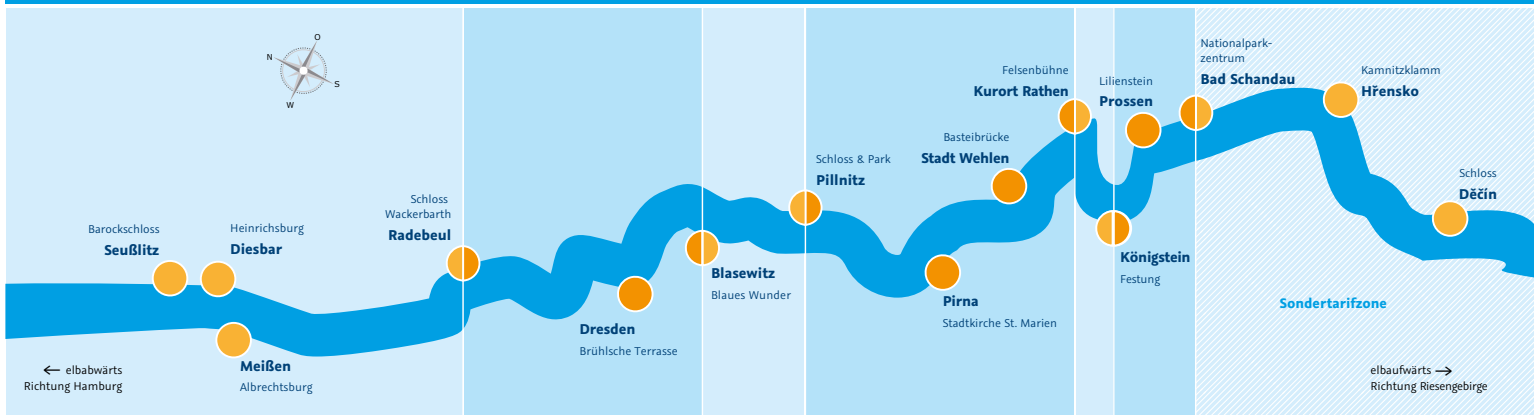 O
N
S
W
Barockschloss
Seußlitz
Heinrichsburg
Diesbar
Meißen
Albrechtsburg
Schloss
Wackerbarth
Radebeul
Dresden
Brühlsche Terrasse
Blasewitz
Blaues Wunder
Schloss & Park
Pillnitz
Pirna
Stadtkirche St. Marien
Basteibrücke
Stadt Wehlen
Felsenbühne
Kurort Rathen
Königstein
Festung
Lilienstein
Prossen
Nationalpark-
zentrum
Bad Schandau
Kamnitzklamm
Hřensko
Schloss
Děčín
Sondertarifzone
← elbabwärts
Richtung Hamburg
elbaufwärts →
Richtung Riesengebirge